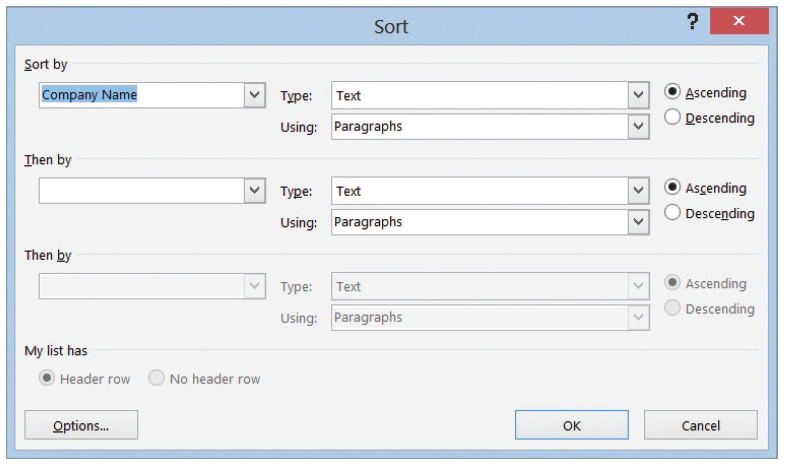 Sort
? ×
Sort by
Company Name Type: Text Ascending
Using: Paragraphs Descending
Then by
Type: Text Ascending
Using: Paragraphs Descending
Then by
Type: Text Ascending
Using: Paragraphs Descending
My list has
Header row No header row
Options... OK Cancel